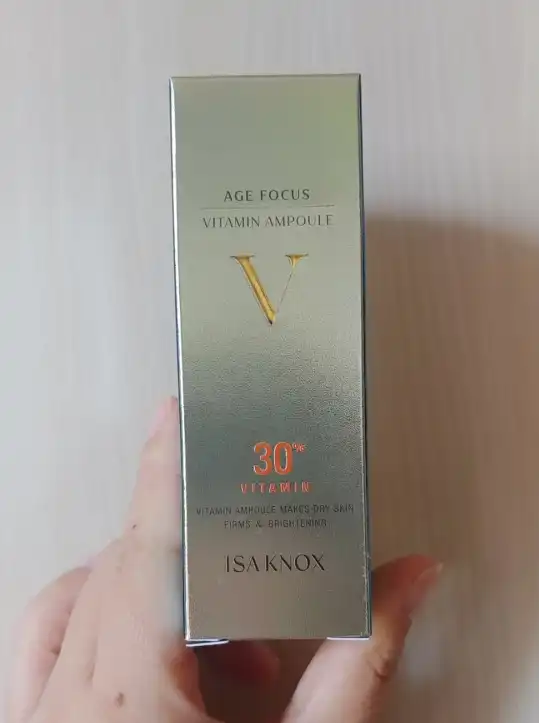 AGE FOCUS
VITAMIN AMPOULE
V
30%
VITAMIN
VITAMIN AMPOULE MAKES DRY SKIN
FIRMS & BRIGHTENING
ISA KNOX